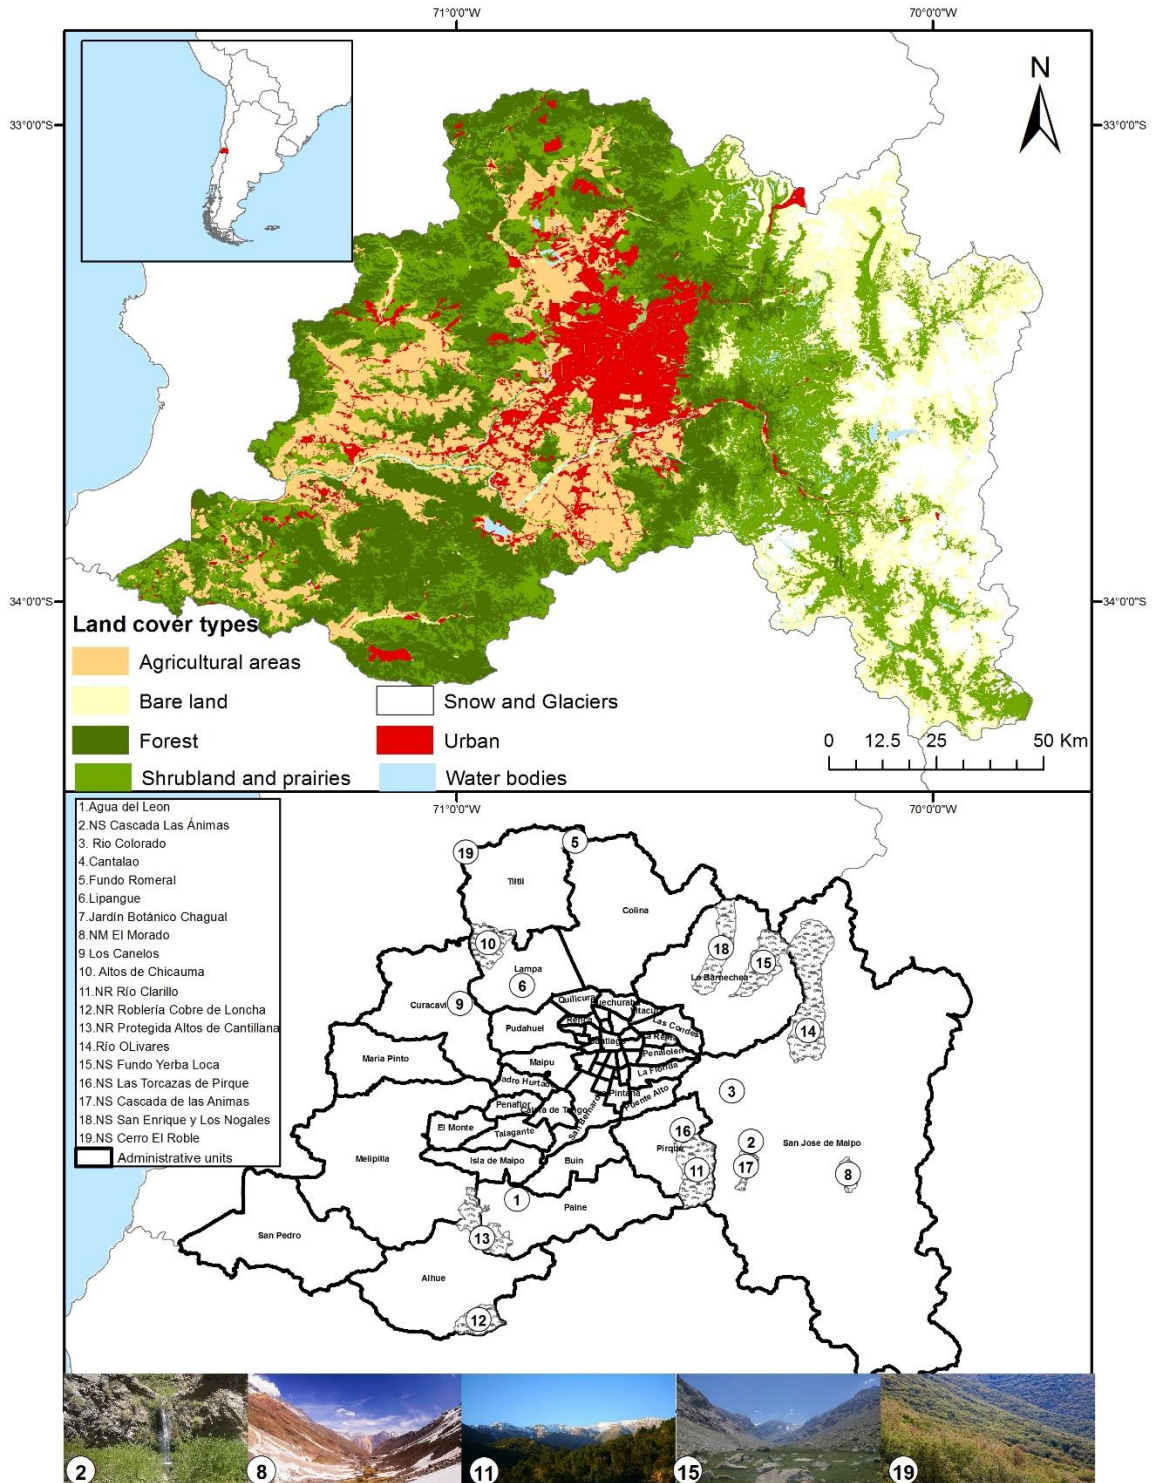 71°0'0"W
70°0'0"W
N
33°0'0"S
33°0'0"S
34°0'0"S
34°0'0"S
Land cover types
Agricultural areas
Bare land
Forest
Shrubland and prairies
Snow and Glaciers
Urban
Water bodies
0 12.5 25 50 Km
71°0'0"W
70°0'0"W
1.Agua del Leon
2.NS Cascada Las Ánimas
3. Rio Colorado
4.Cantalao
5.Fundo Romeral
6.Lipangue
7.Jardín Botánico Chagual
8.NM El Morado
9 Los Canelos
10. Altos de Chicauma
11.NR Río Clarillo
12.NR Roblería Cobre de Loncha
13.NR Protegida Altos de Cantillana
14.Río OLivares
15.NS Fundo Yerba Loca
16.NS Las Torcazas de Pirque
17.NS Cascada de las Animas
18.NS San Enrique y Los Nogales
19.NS Cerro El Roble
Administrative units
19
5
Tiltil
Colina
10
18
15
Lampa
Lo Barnechea
6
Curacavi
9
Quilicura
14
Pudahuel
Las Condes
Santiago
Maria Pinto
Maipu
Penalolen
La Florida
3
Penaflor
Puente Alto
El Monte
Talagante
San Bernardo
16
2
San Jose de Maipo
Pirque
Melipilla
Isla de Maipo
Buin
11
17
8
1
Paine
San Pedro
13
Alhue
12
2
8
11
15
19